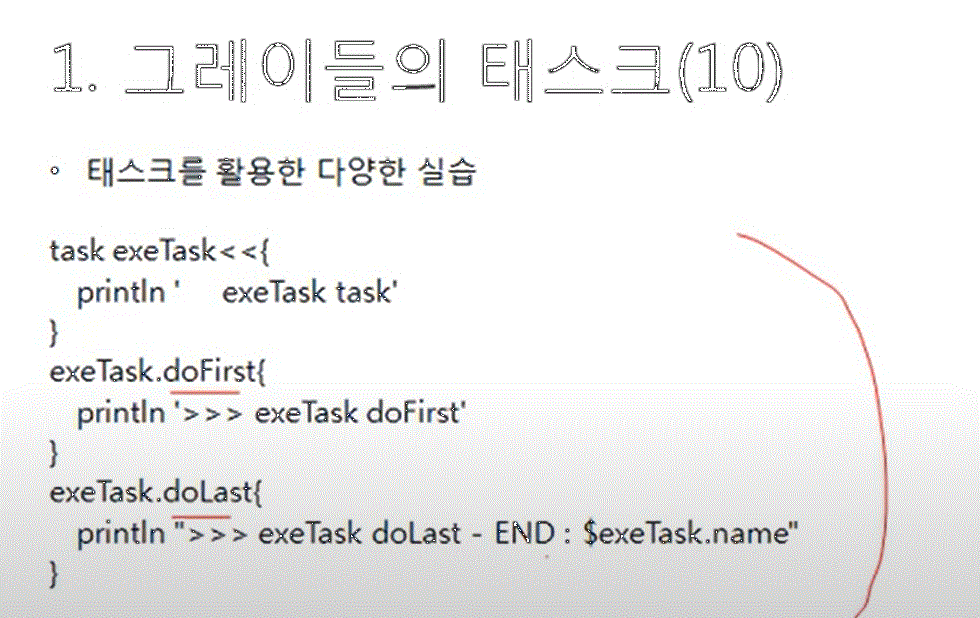 1. 그레이들의 태스크(10)
◦ 태스크를 활용한 다양한 실습
task exeTask<<{
    println '     exeTask task'
}
exeTask.doFirst{
    println '>>> exeTask doFirst'
}
exeTask.doLast{
    println ">>> exeTask doLast - END : $exeTask.name"
}